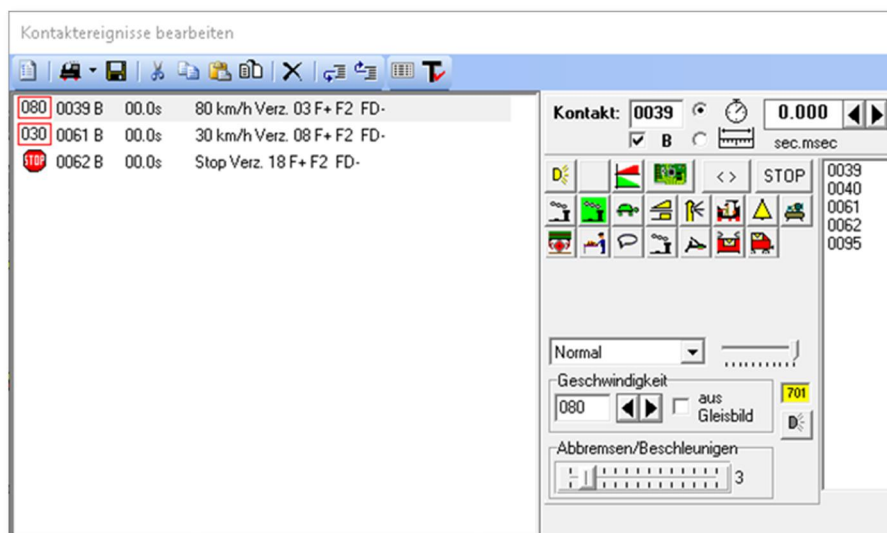 Kontaktereignisse bearbeiten
080 0039 B 00.0s 80 km/h Verz. 03 F+ F2 FD-
030 0061 B 00.0s 30 km/h Verz. 08 F+ F2 FD-
STOP 0062 B 00.0s Stop Verz. 18 F+ F2 FD-
Kontakt: 0039 0.000
B sec.msec
D < > STOP
0039
0040
0061
0062
0095
Normal
Geschwindigkeit
080 aus Gleisbild
701
D
Abbremsen/Beschleunigen
3